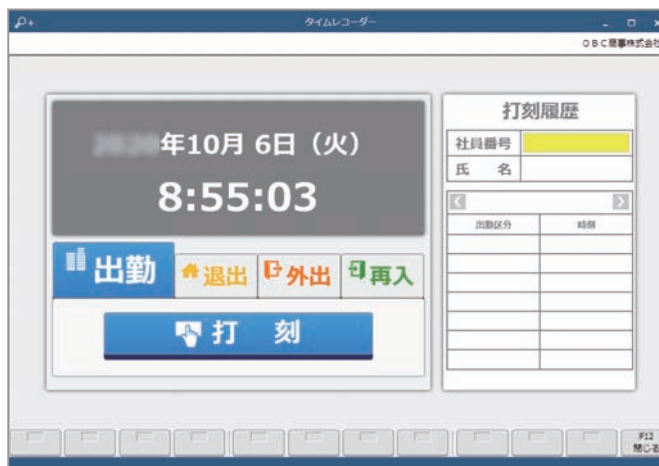 タイムレコーダー
OBC商事株式会社
年10月 6日（火）
8:55:03
出勤
退出
外出
再入
打 刻
打刻履歴
社員番号
氏 名
出勤区分 時刻
F12
閉じる